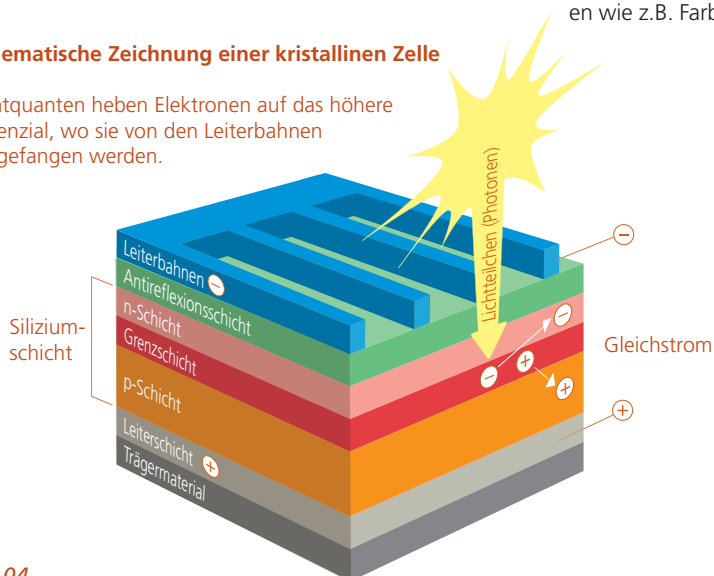 en wie z.B. Farb
ematische Zeichnung einer kristallinen Zelle
tquanten heben Elektronen auf das höhere
enzial, wo sie von den Leiterbahnen
gefangen werden.
Lichtteilchen (Photonen)
Leiterbahnen −
Antireflexionsschicht
n-Schicht
Grenzschicht
p-Schicht
Leiterschicht +
Trägermaterial
Silizium-
schicht
−
−
−
+
+
Gleichstrom
+
04